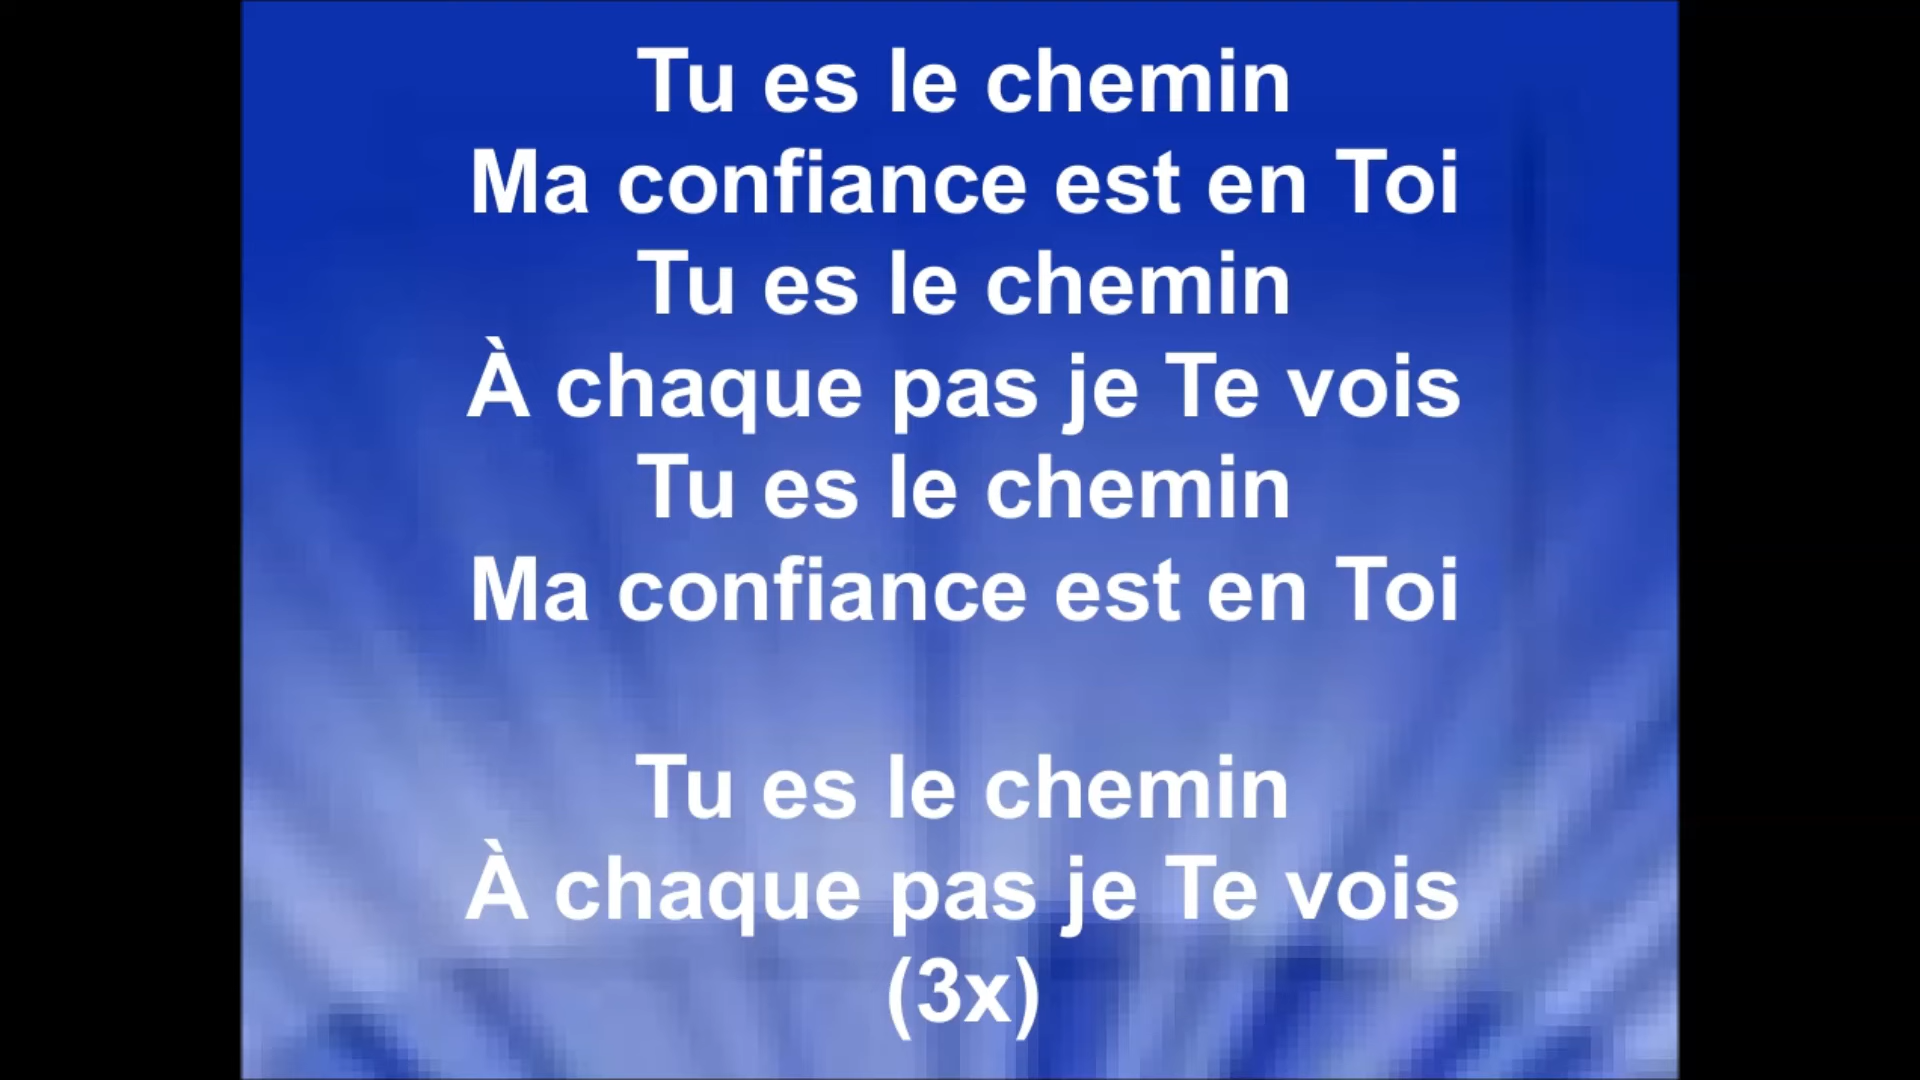 Tu es le chemin
Ma confiance est en Toi
Tu es le chemin
À chaque pas je Te vois
Tu es le chemin
Ma confiance est en Toi
Tu es le chemin
À chaque pas je Te vois
(3x)